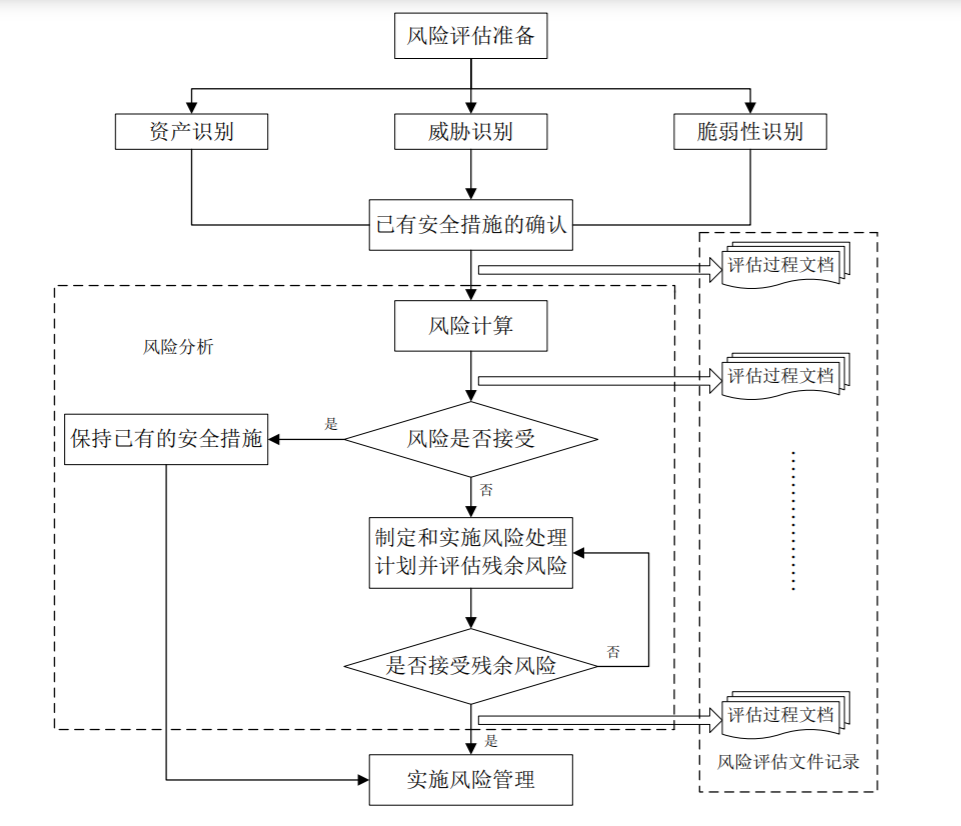 风险评估准备
资产识别
威胁识别
脆弱性识别
已有安全措施的确认
评估过程文档
风险计算
风险分析
评估过程文档
是
保持已有的安全措施
风险是否接受
否
制定和实施风险处理
计划并评估残余风险
否
是否接受残余风险
评估过程文档
是
风险评估文件记录
实施风险管理